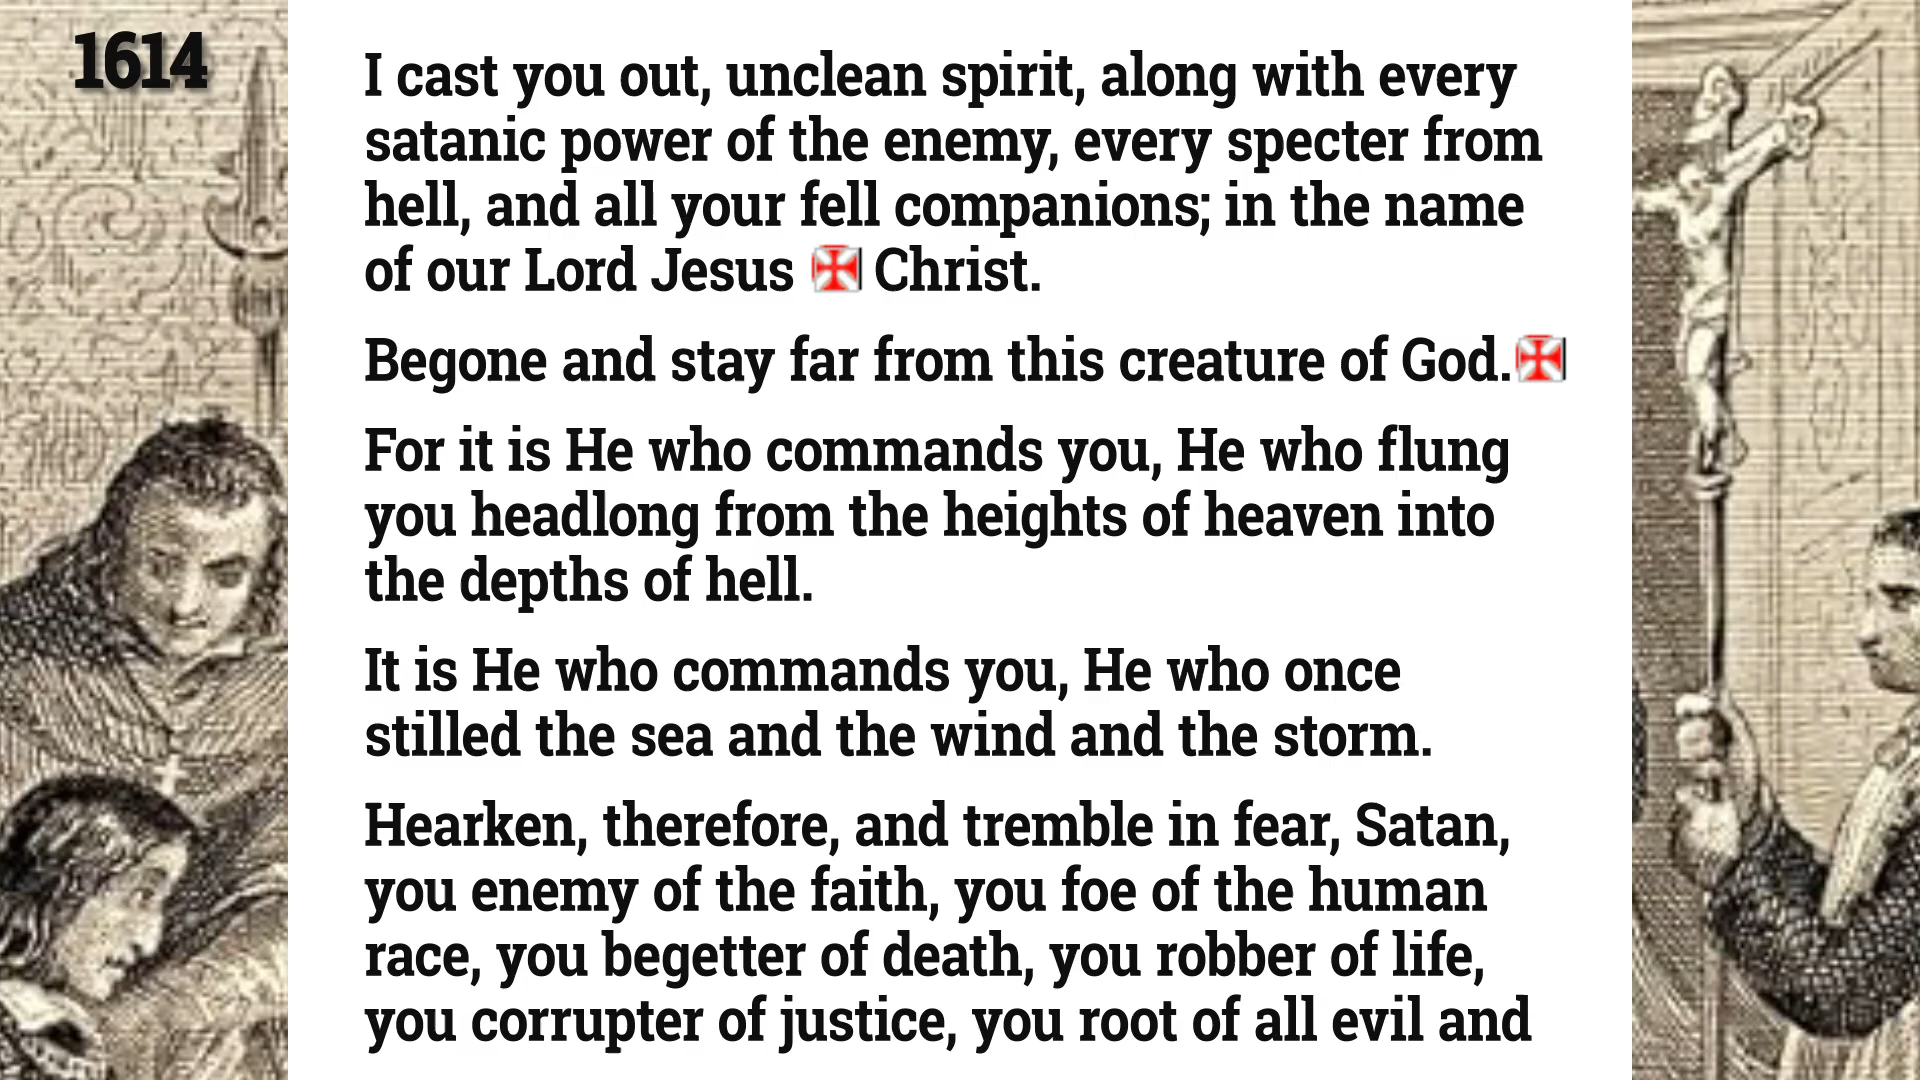 1614
I cast you out, unclean spirit, along with every
satanic power of the enemy, every specter from
hell, and all your fell companions; in the name
of our Lord Jesus ✠ Christ.
Begone and stay far from this creature of God.✠
For it is He who commands you, He who flung
you headlong from the heights of heaven into
the depths of hell.
It is He who commands you, He who once
stilled the sea and the wind and the storm.
Hearken, therefore, and tremble in fear, Satan,
you enemy of the faith, you foe of the human
race, you begetter of death, you robber of life,
you corrupter of justice, you root of all evil and